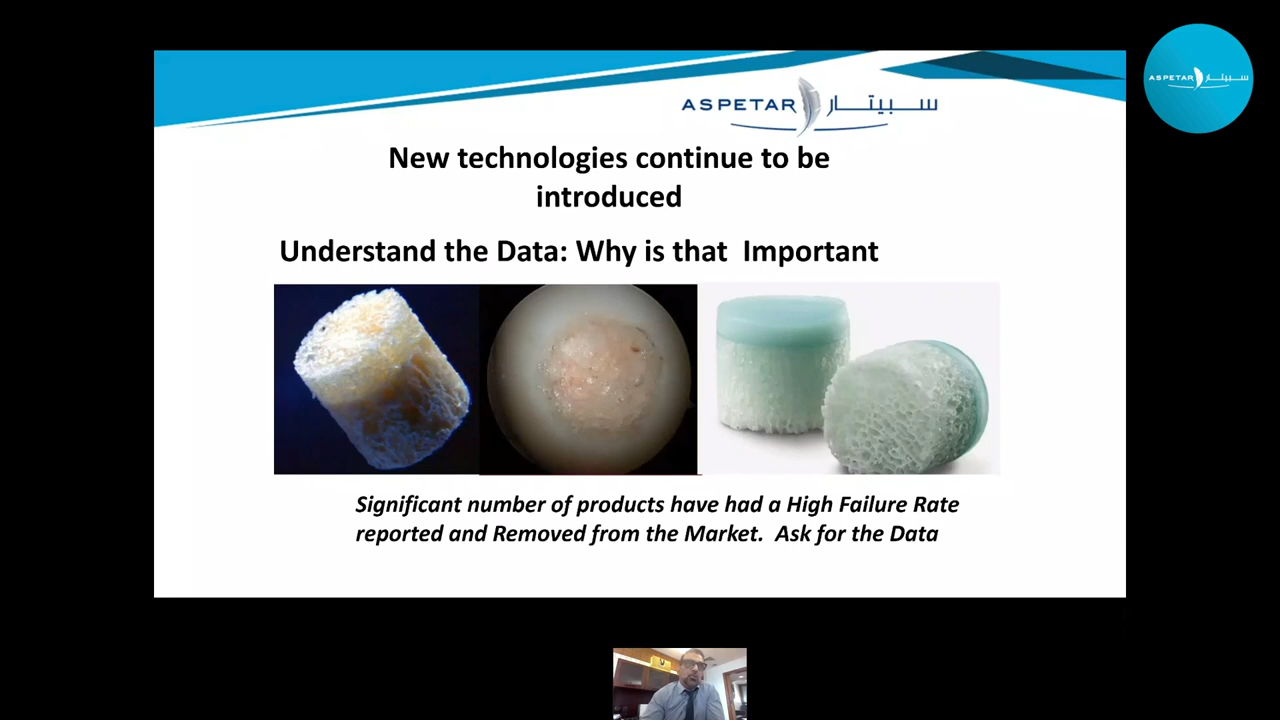 ASPETAR سبيتار
ASPETAR سبيتار
New technologies continue to be
introduced
Understand the Data: Why is that  Important
Significant number of products have had a High Failure Rate
reported and Removed from the Market.  Ask for the Data